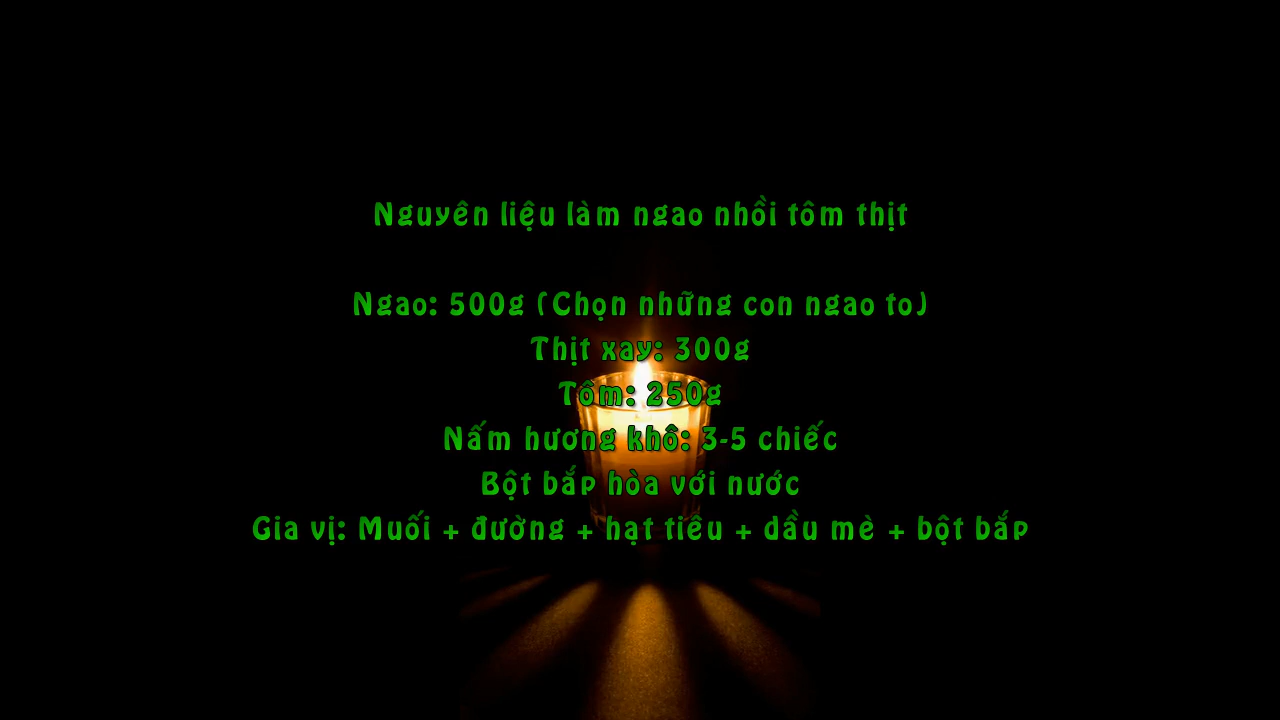 Nguyên liệu làm ngao nhồi tôm thịt
Ngao: 500g (Chọn những con ngao to)
Thịt xay: 300g
Tôm: 250g
Nấm hương khô: 3-5 chiếc
Bột bắp hòa với nước
Gia vị: Muối + đường + hạt tiêu + dầu mè + bột bắp